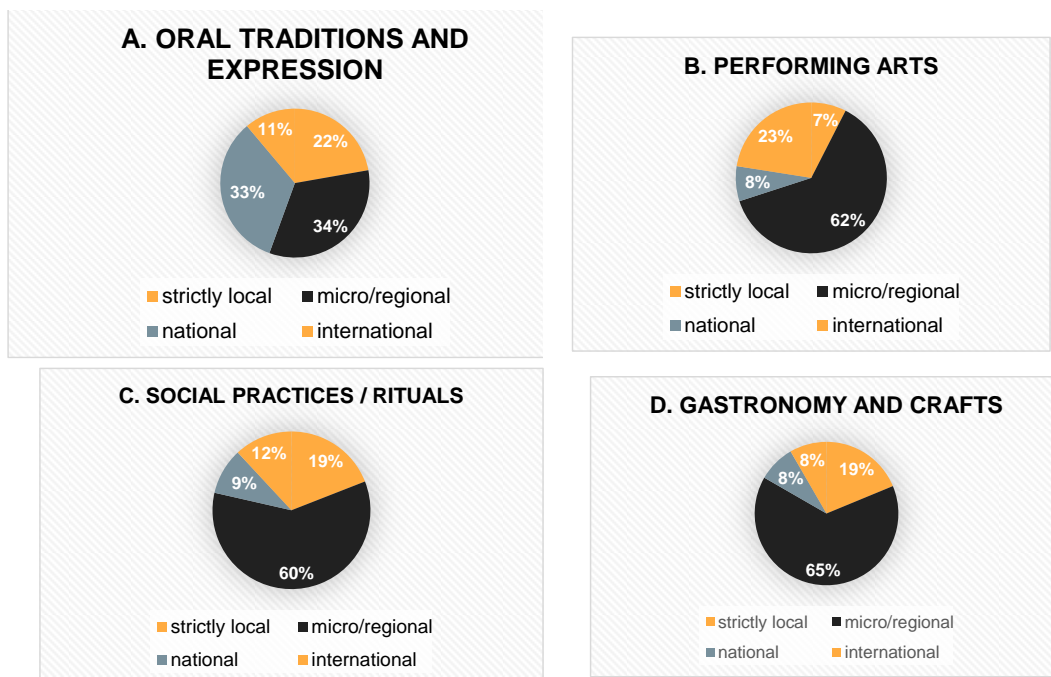 A. ORAL TRADITIONS AND
EXPRESSION
11%
22%
33%
34%
strictly local
micro/regional
national
international
B. PERFORMING ARTS
7%
23%
8%
62%
strictly local
micro/regional
national
international
C. SOCIAL PRACTICES / RITUALS
12%
19%
9%
60%
strictly local
micro/regional
national
international
D. GASTRONOMY AND CRAFTS
8%
19%
8%
65%
strictly local
micro/regional
national
international